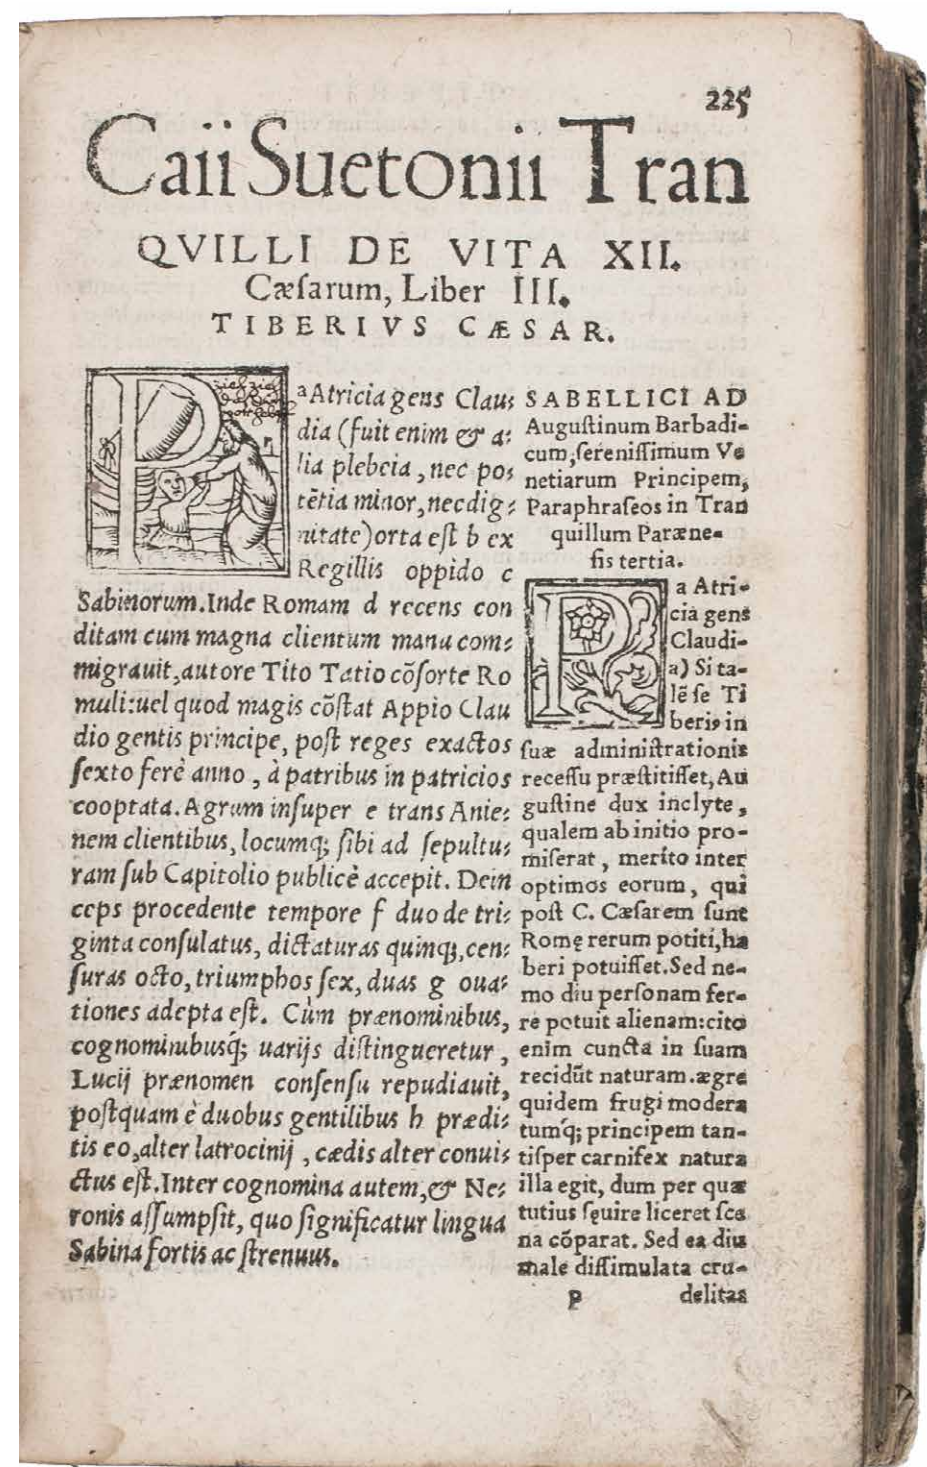 225
Caii Suetonii Tran
QVILLI DE VITA XII.
Cæſarum, Liber III.
TIBERIVS CÆSAR.
PaAtricia gens Clau⸗
dia (fuit enim & a⸗
lia plebeia, nec po⸗
tētia minor, nec dig⸗
nitate) orta eſt b ex
Regillis oppido c
Sabinorum. Inde Romam d recens con
ditam cum magna clientum manu com⸗
migrauit, autore Tito Tatio cõſorte Ro
muli: uel quod magis cõſtat Appio Clau
dio gentis principe, poſt reges exactos
ſexto ferè anno, à patribus in patricios
cooptata. Agrum inſuper e trans Anie⸗
nem clientibus, locumq; ſibi ad ſepultu⸗
ram ſub Capitolio publicè accepit. Dein
ceps procedente tempore f duo de tri⸗
ginta conſulatus, dictaturas quinq;, cen⸗
ſuras octo, triumphos ſex, duas g oua⸗
tiones adepta eſt. Cùm prænominibus,
cognominibusq́; uarijs diſtingueretur,
Lucij prænomen conſenſu repudiauit,
poſtquam è duobus gentilibus h prædi⸗
tis eo, alter latrocinij, cædis alter conui⸗
ctus eſt. Inter cognomina autem, & Ne⸗
ronis aſſumpſit, quo ſignificatur lingua
Sabina fortis ac ſtrenuus.
SABELLICI AD
Auguſtinum Barbadi-
cum, ſereniſſimum Ve
netiarum Principem,
Paraphraſeos in Tran
quillum Paræne-
ſis tertia.
Pa Atri-
cia gens
Claudi-
a) Si ta-
lē ſe Ti
beriꝰ in
ſuæ adminiſtrationis
receſſu præſtitiſſet, Au
guſtine dux inclyte,
qualem ab initio pro-
miſerat, merito inter
optimos eorum, qui
poſt C. Cæſarem ſunt
Romę rerum potiti, ha
beri potuiſſet. Sed ne-
mo diu perſonam fer-
re potuit alienam: cito
enim cuncta in ſuam
recidūt naturam. ægre
quidem frugi modera
tumq́; principem tan-
tiſper carnifex natura
illa egit, dum per quæ
tutius ſęuire liceret ſce
na cõparat. Sed ea diu
male diſſimulata cru-
p delitas